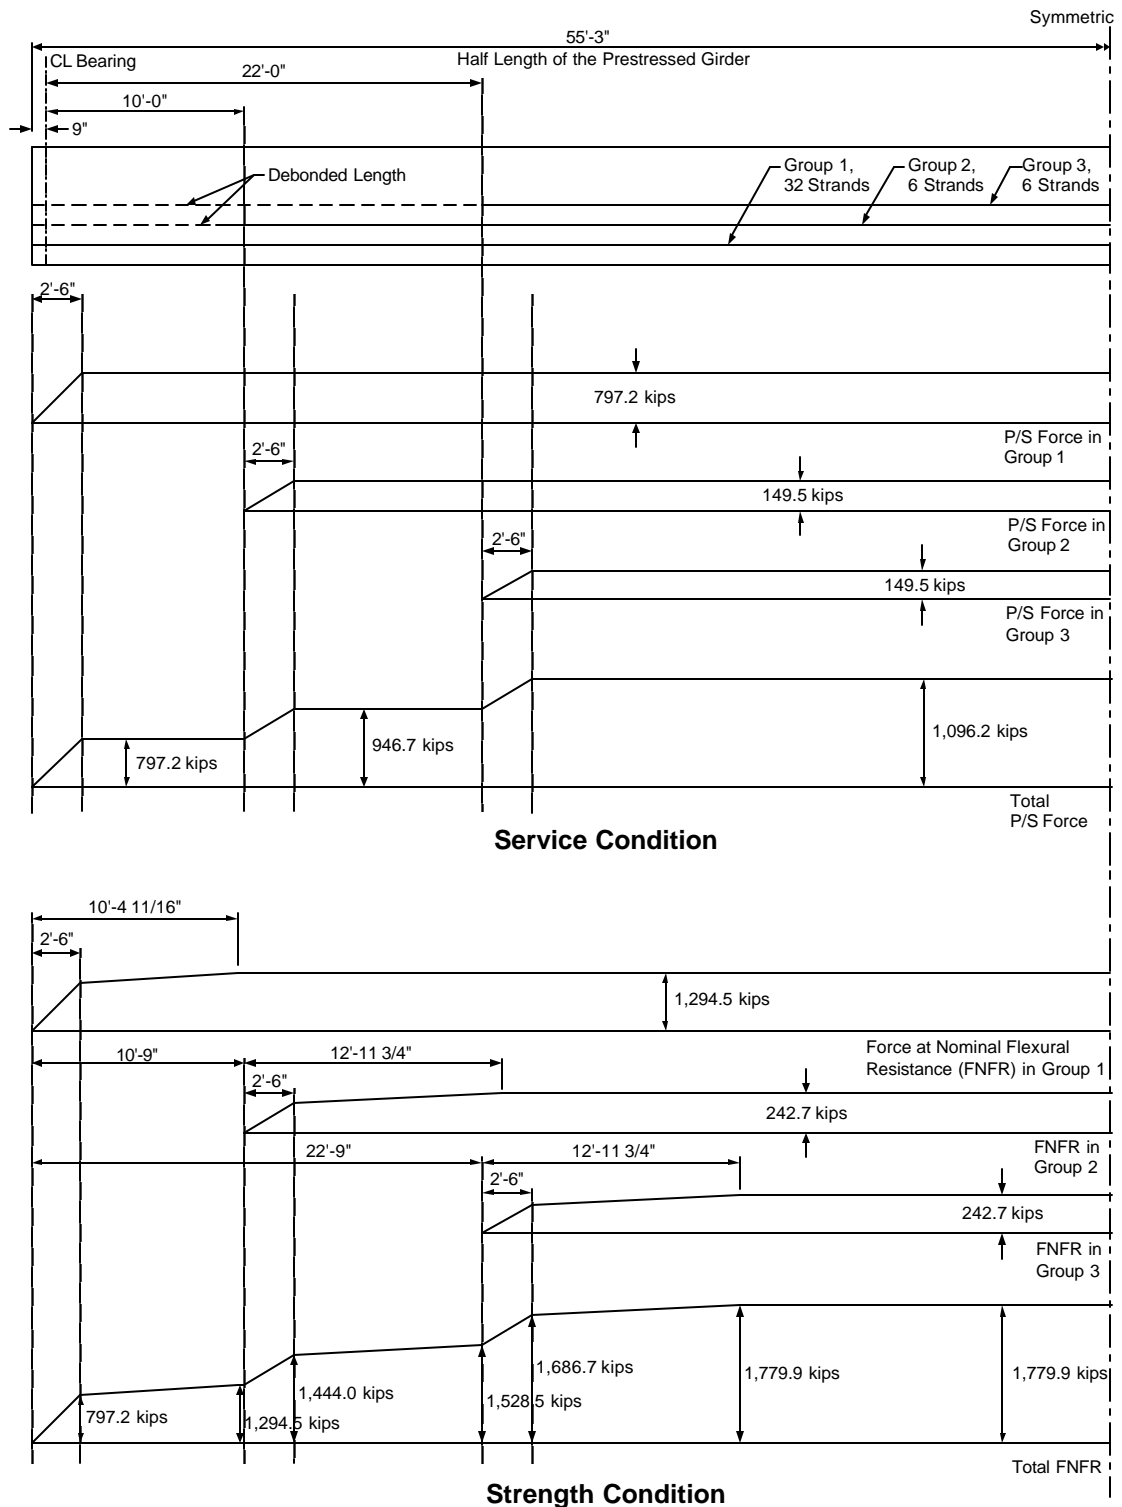 Symmetric
55'-3"
CL Bearing
Half Length of the Prestressed Girder
22'-0"
10'-0"
9"
Debonded Length
Group 1,
32 Strands
Group 2,
6 Strands
Group 3,
6 Strands
2'-6"
797.2 kips
P/S Force in
Group 1
2'-6"
149.5 kips
P/S Force in
Group 2
2'-6"
149.5 kips
P/S Force in
Group 3
797.2 kips
946.7 kips
1,096.2 kips
Total
P/S Force
Service Condition
10'-4 11/16"
2'-6"
1,294.5 kips
Force at Nominal Flexural
Resistance (FNFR) in Group 1
10'-9"
12'-11 3/4"
2'-6"
242.7 kips
FNFR in
Group 2
22'-9"
12'-11 3/4"
2'-6"
242.7 kips
FNFR in
Group 3
797.2 kips
1,294.5 kips
1,444.0 kips
1,528.5 kips
1,686.7 kips
1,779.9 kips
1,779.9 kips
Total FNFR
Strength Condition